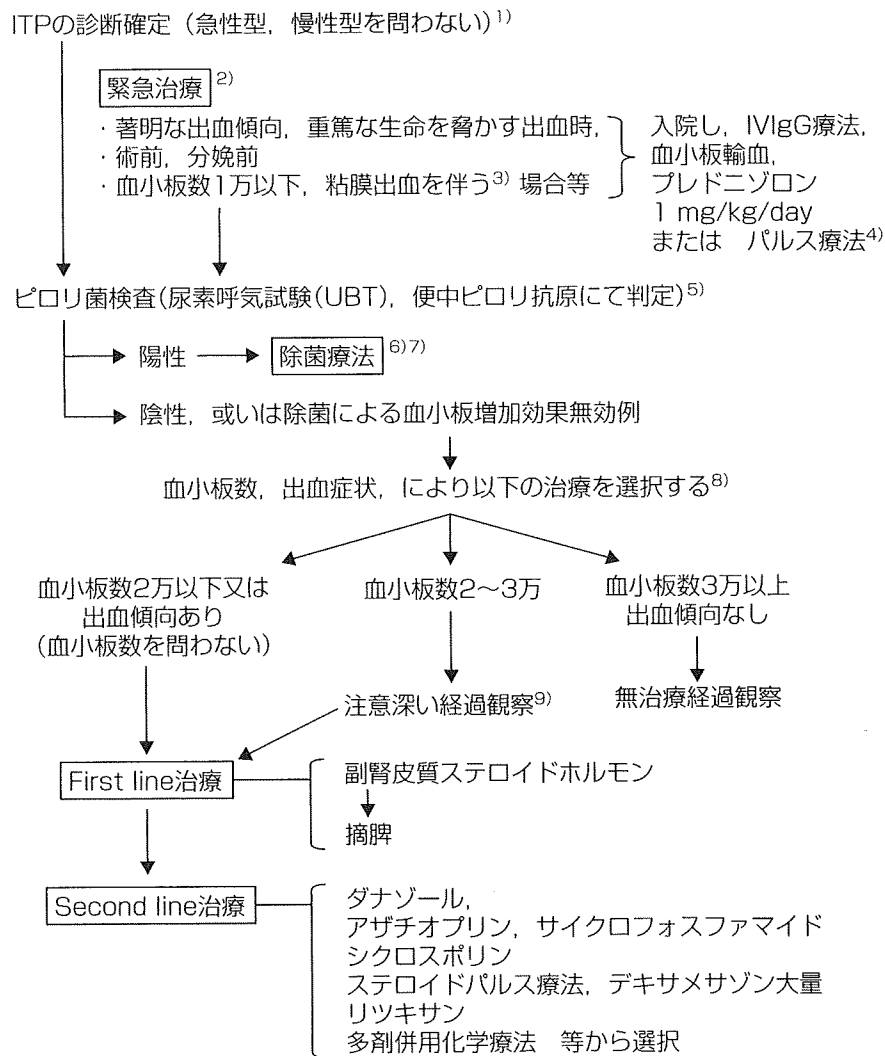 ITPの診断確定（急性型，慢性型を問わない）1)
緊急治療2)
・著明な出血傾向，重篤な生命を脅かす出血時，
・術前，分娩前
・血小板数1万以下，粘膜出血を伴う3) 場合等
入院し，IVIgG療法，
血小板輸血，
プレドニゾロン
1 mg/kg/day
または パルス療法4)
ピロリ菌検査(尿素呼気試験(UBT)，便中ピロリ抗原にて判定)5)
陽性 除菌療法6)7)
陰性，或いは除菌による血小板増加効果無効例
血小板数，出血症状，により以下の治療を選択する8)
血小板数2万以下又は
出血傾向あり
（血小板数を問わない）
血小板数2〜3万
血小板数3万以上
出血傾向なし
注意深い経過観察9)
無治療経過観察
First line治療
副腎皮質ステロイドホルモン
摘脾
Second line治療
ダナゾール，
アザチオプリン，サイクロフォスファマイド
シクロスポリン
ステロイドパルス療法，デキサメサゾン大量
リツキサン
多剤併用化学療法 等から選択